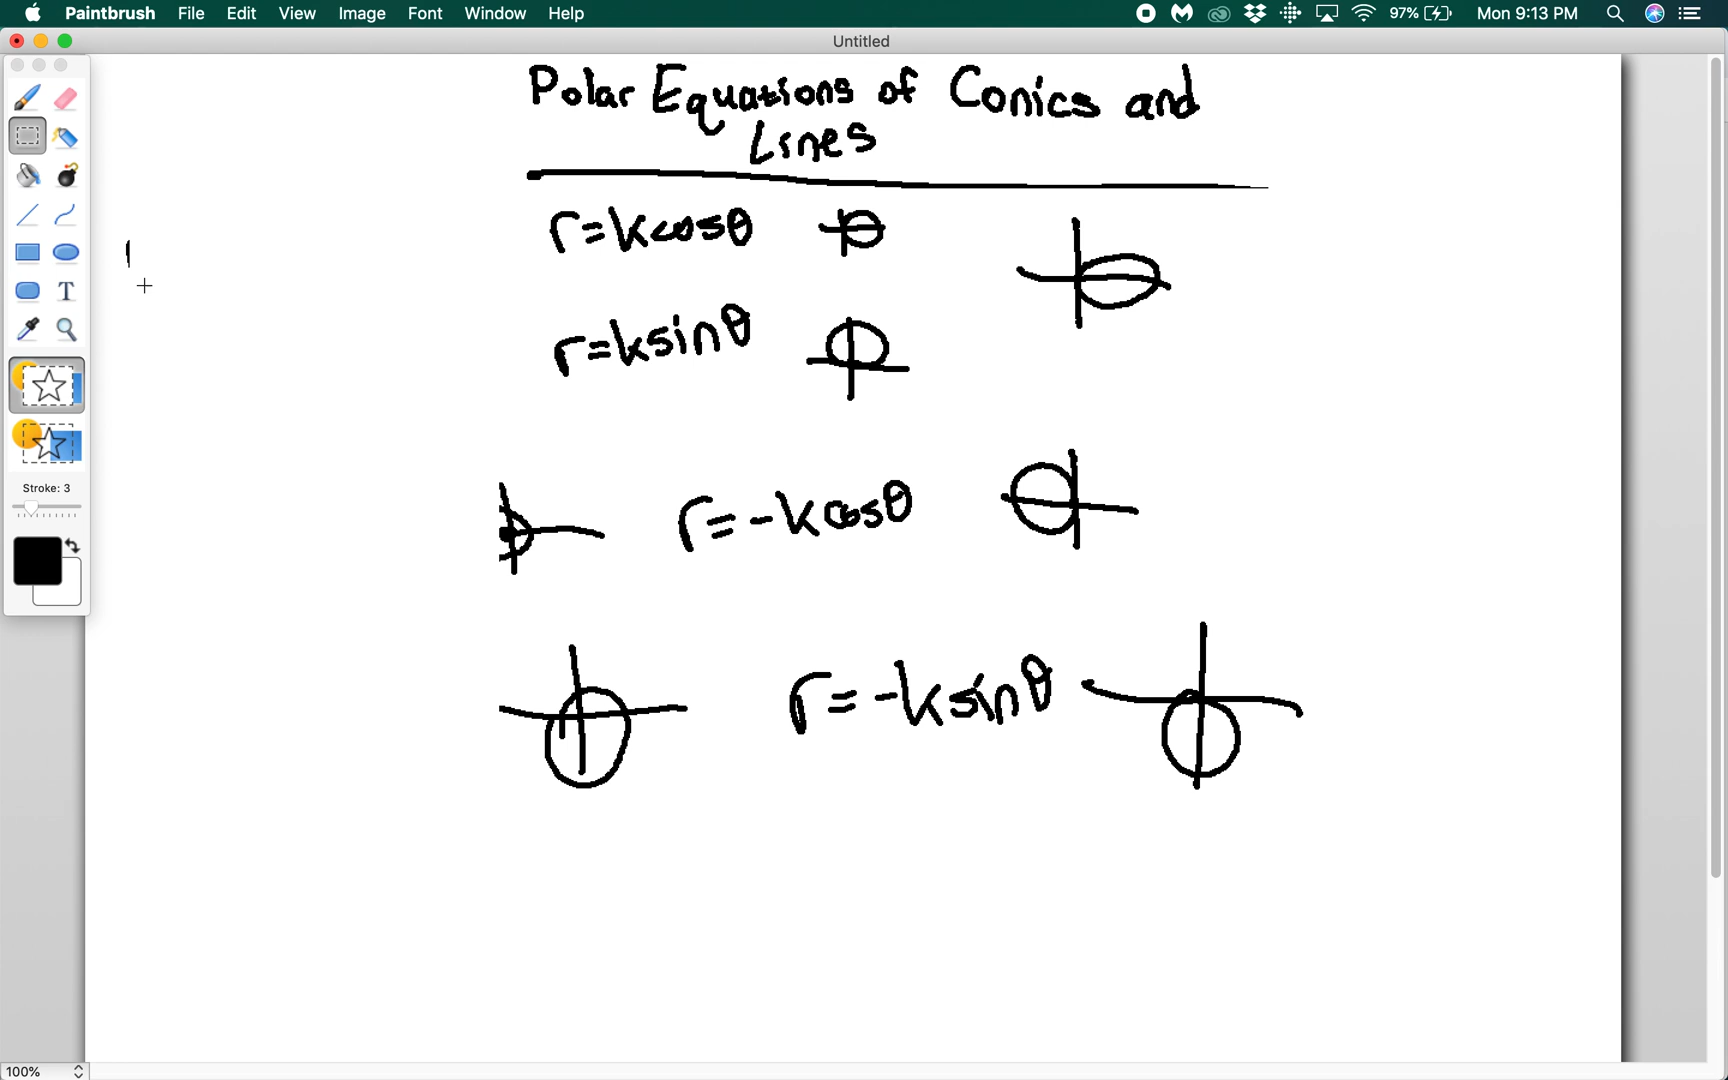 Paintbrush File Edit View Image Font Window Help 97% Mon 9:13 PM
Untitled
Polar Equations of Conics and
Lines
r=kcosθ
r=ksinθ
r=-kcosθ
r=-ksinθ
T
Stroke: 3
100%